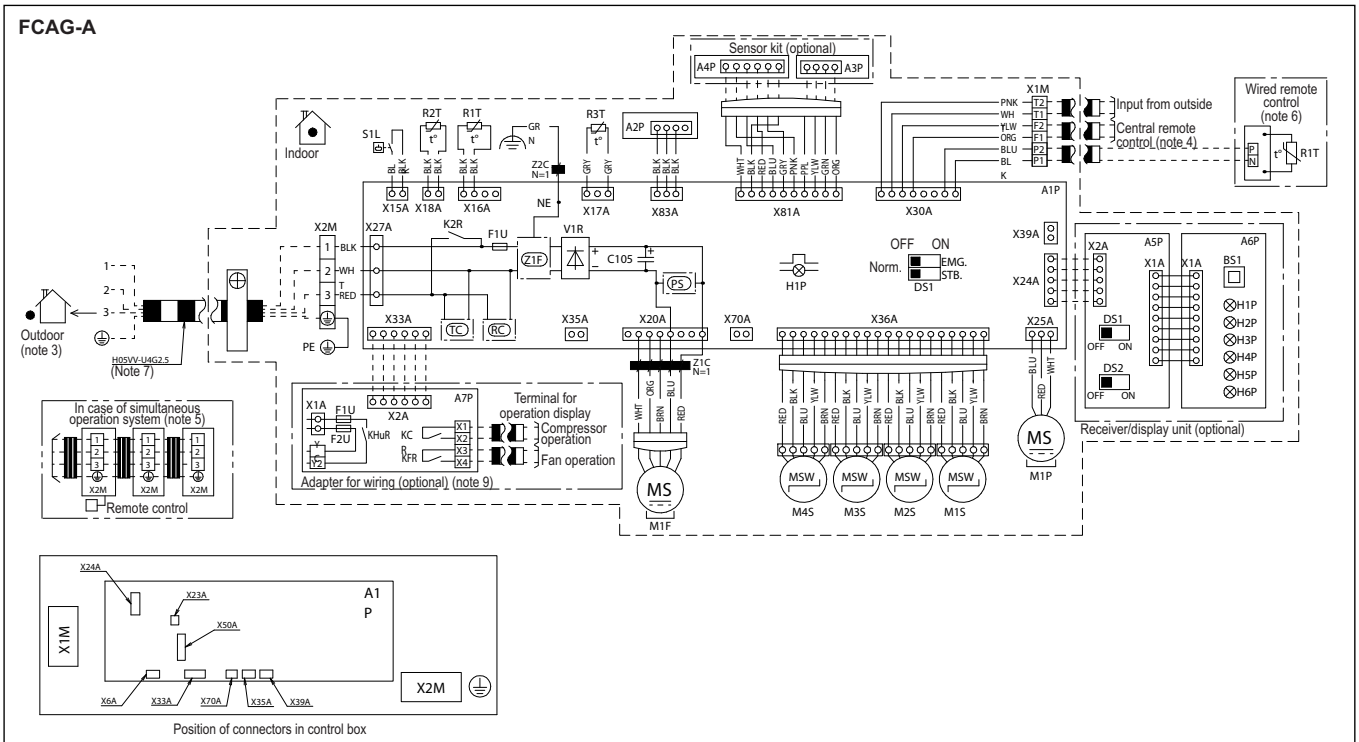 FCAG-A
Sensor kit (optional)
A4P
A3P
Indoor
S1L
R2T
t°
R1T
t°
GR
N
Z2C
N=1
R3T
t°
A2P
BL
K
BLK
BLK
BLK
BLK
BLK
GRY
GRY
BLK
BLK
BLK
WHT
BLK
RED
BLU
GRY
PNK
PPL
YLW
GRN
ORG
X1M
PNK
T2
WH
T1
YLW
F2
ORG
F1
BLU
P2
BL
P1
K
Input from outside
Central remote
control (note 4)
Wired remote
control
(note 6)
P
N
t°
R1T
X15A
X18A
X16A
NE
X17A
X83A
X81A
X30A
A1P
X2M
X27A
1
BLK
2
WH
T
3
RED
PE
K2R
F1U
Z1F
V1R
+
−
+
C105
PS
H1P
OFF ON
Norm.
EMG.
STB.
DS1
X39A
X24A
X33A
TC
RC
X35A
X20A
X70A
X36A
X25A
1
2
3
Outdoor
(note 3)
H05VV-U4G2.5
(Note 7)
X2A
A5P
A6P
X1A
X1A
BS1
H1P
H2P
H3P
H4P
H5P
H6P
DS1
OFF ON
DS2
OFF ON
Receiver/display unit (optional)
In case of simultaneous
operation system (note 5)
1
2
3
X2M
1
2
3
X2M
1
2
3
X2M
Remote control
X2A
A7P
X1A
F1U
F2U
KHuR
Y
C
Y2
KC
R
KFR
X1
X2
X3
X4
Terminal for
operation display
Compressor
operation
Fan operation
Adapter for wiring (optional) (note 9)
Z1C
N=1
WHT
ORG
BRN
BLU
RED
MS
M1F
RED
BLK
BLU
YLW
BRN
RED
BLK
BLU
YLW
BRN
RED
BLK
BLU
YLW
BRN
RED
BLK
BLU
YLW
BRN
MSW
MSW
MSW
MSW
M4S
M3S
M2S
M1S
BLU
RED
WHT
MS
M1P
X24A
X23A
X50A
A1
P
X1M
X2M
X6A
X33A
X70A
X35A
X39A
Position of connectors in control box